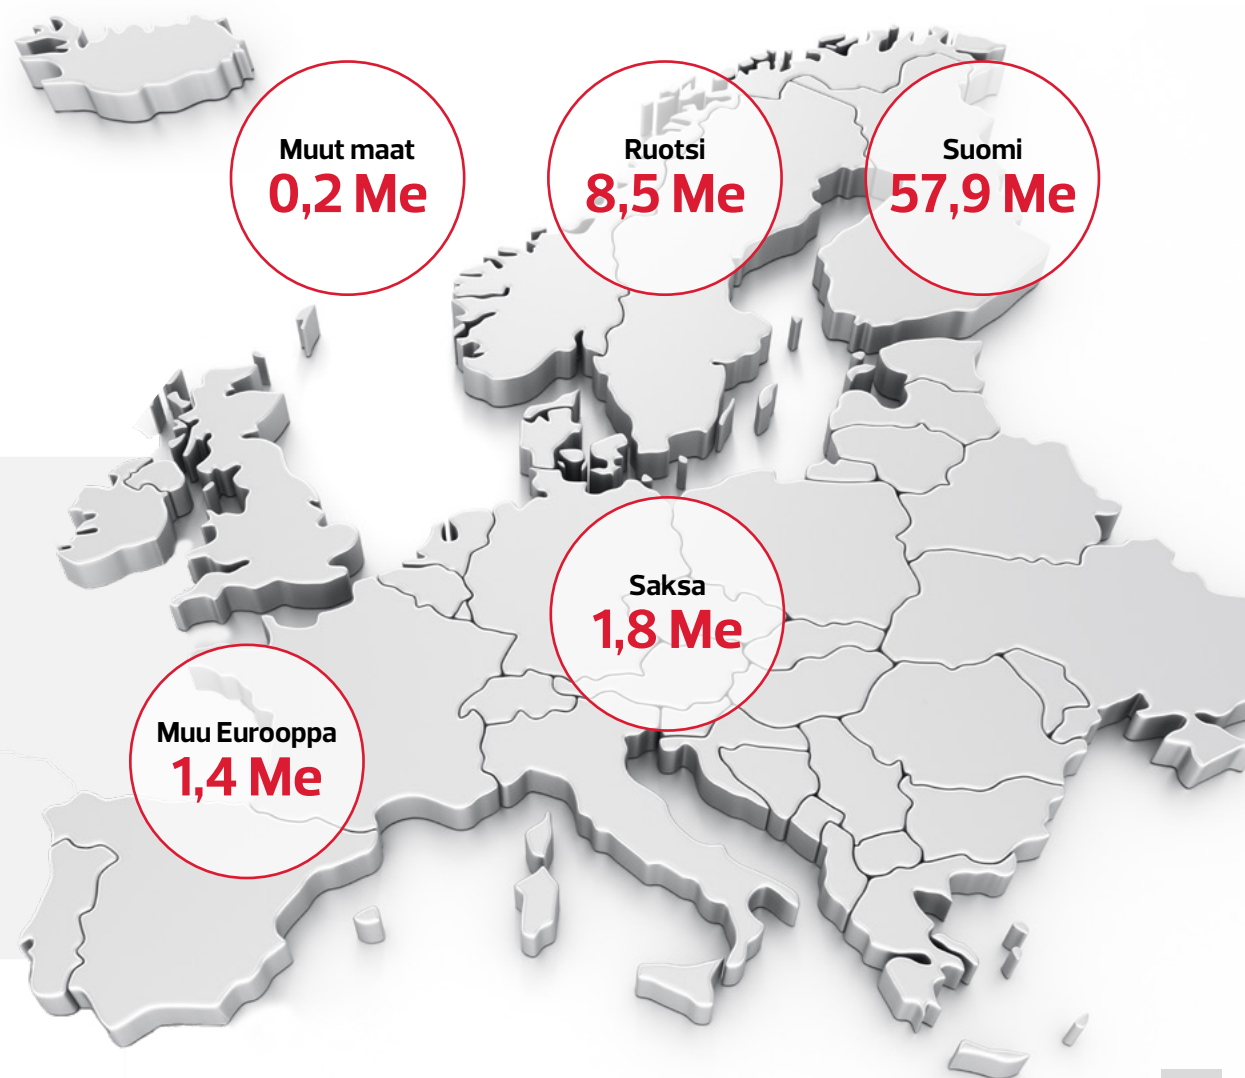 Muut maat
0,2 Me
Ruotsi
8,5 Me
Suomi
57,9 Me
Saksa
1,8 Me
Muu Eurooppa
1,4 Me